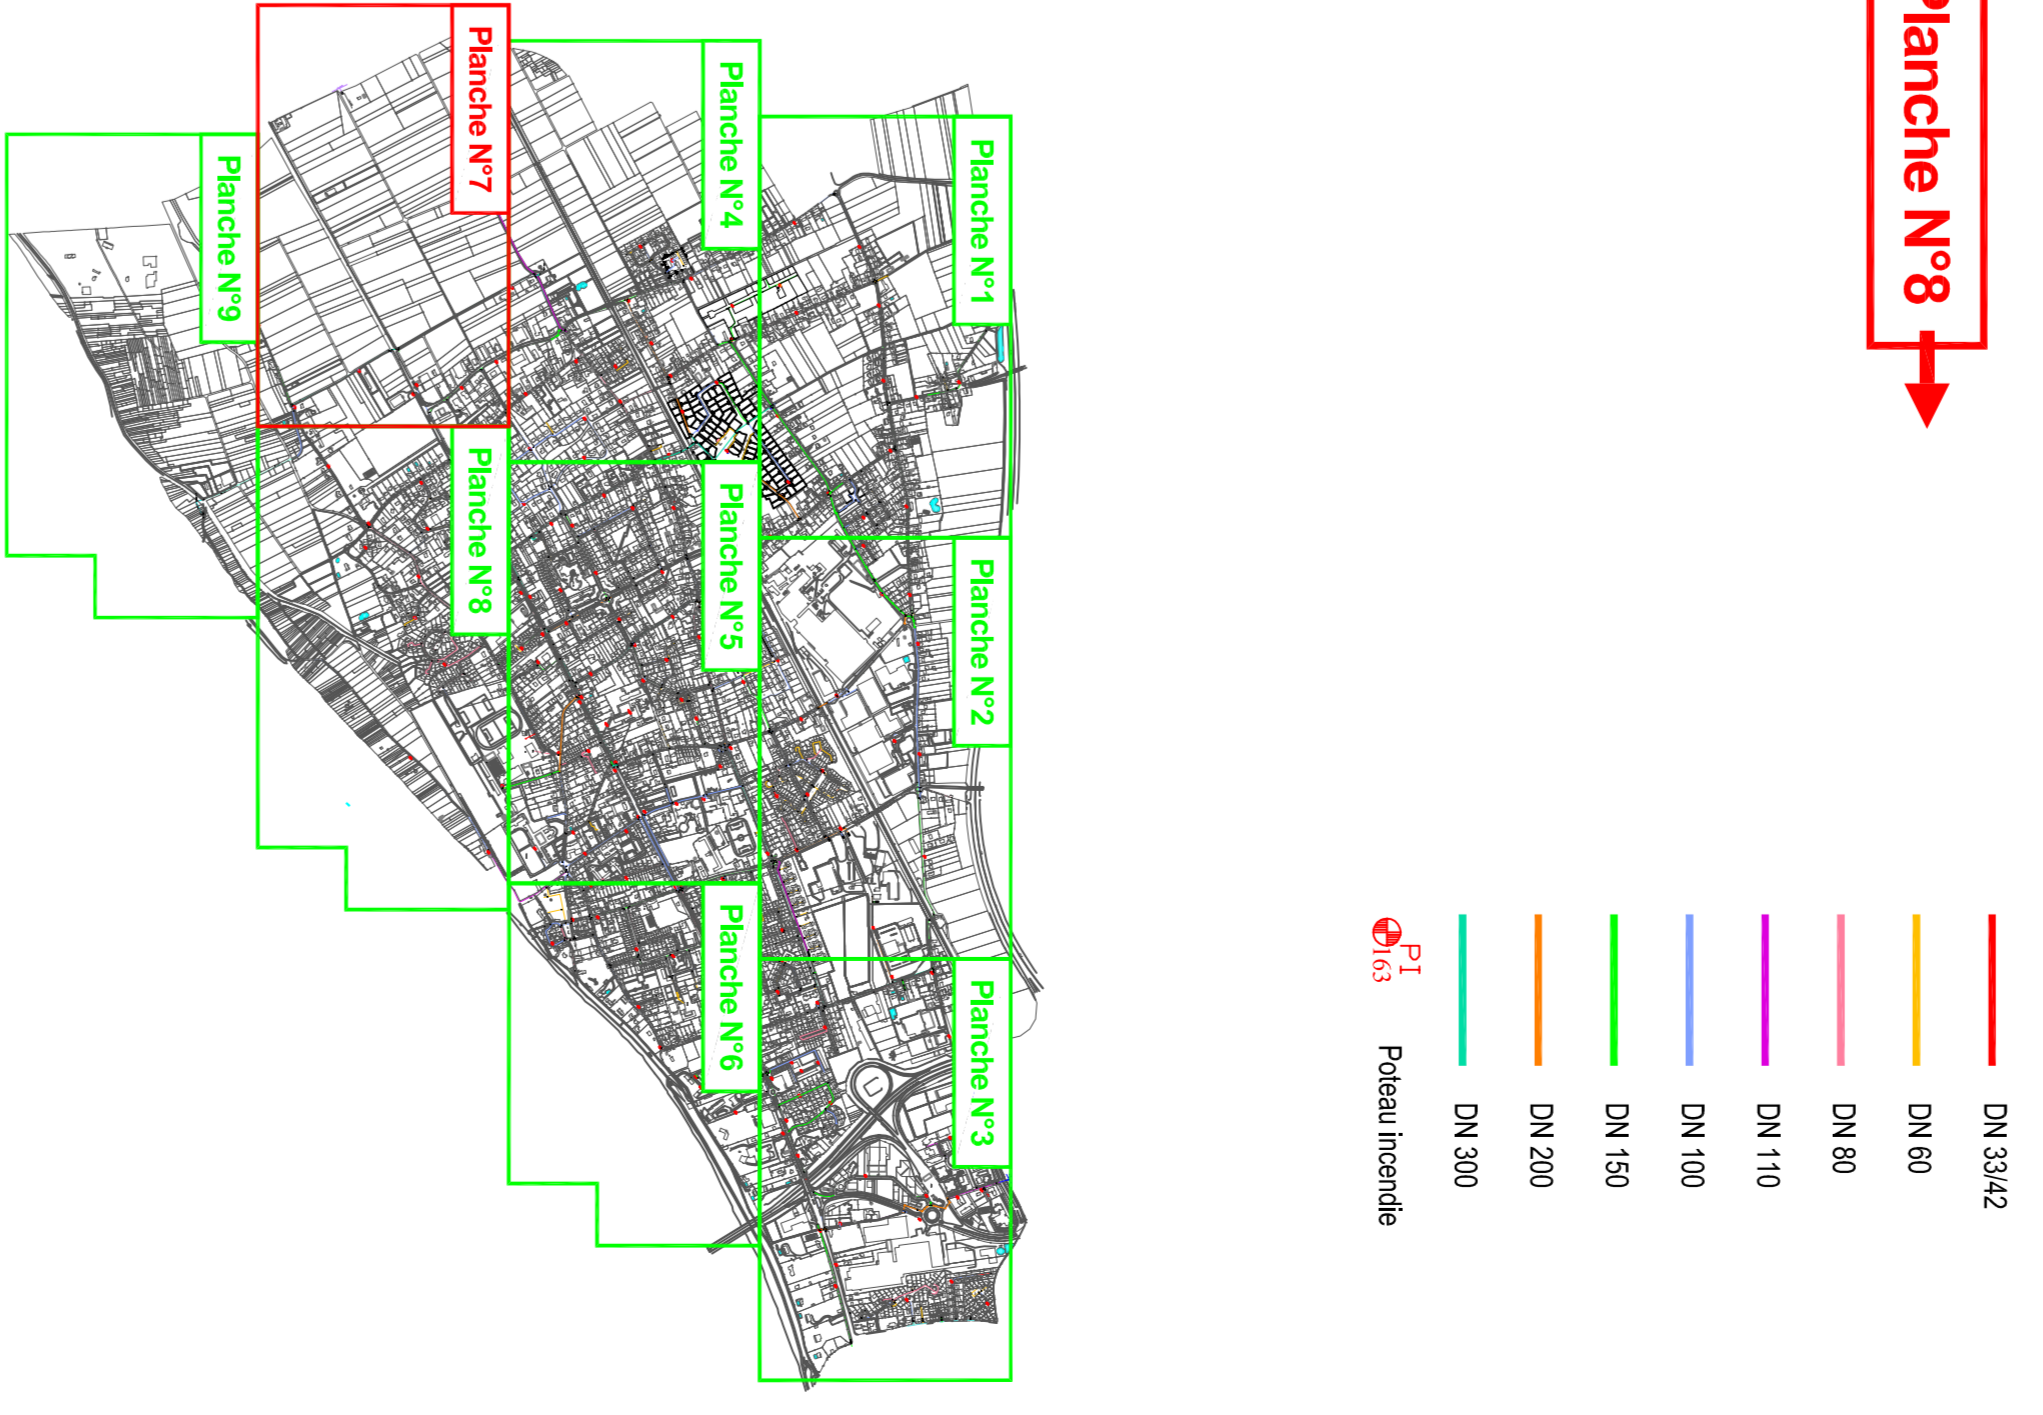 Planche N°8
Planche N°1
Planche N°2
Planche N°3
Planche N°4
Planche N°5
Planche N°6
Planche N°7
Planche N°8
Planche N°9
DN 33/42
DN 60
DN 80
DN 110
DN 100
DN 150
DN 200
DN 300
PI
163
Poteau incendie